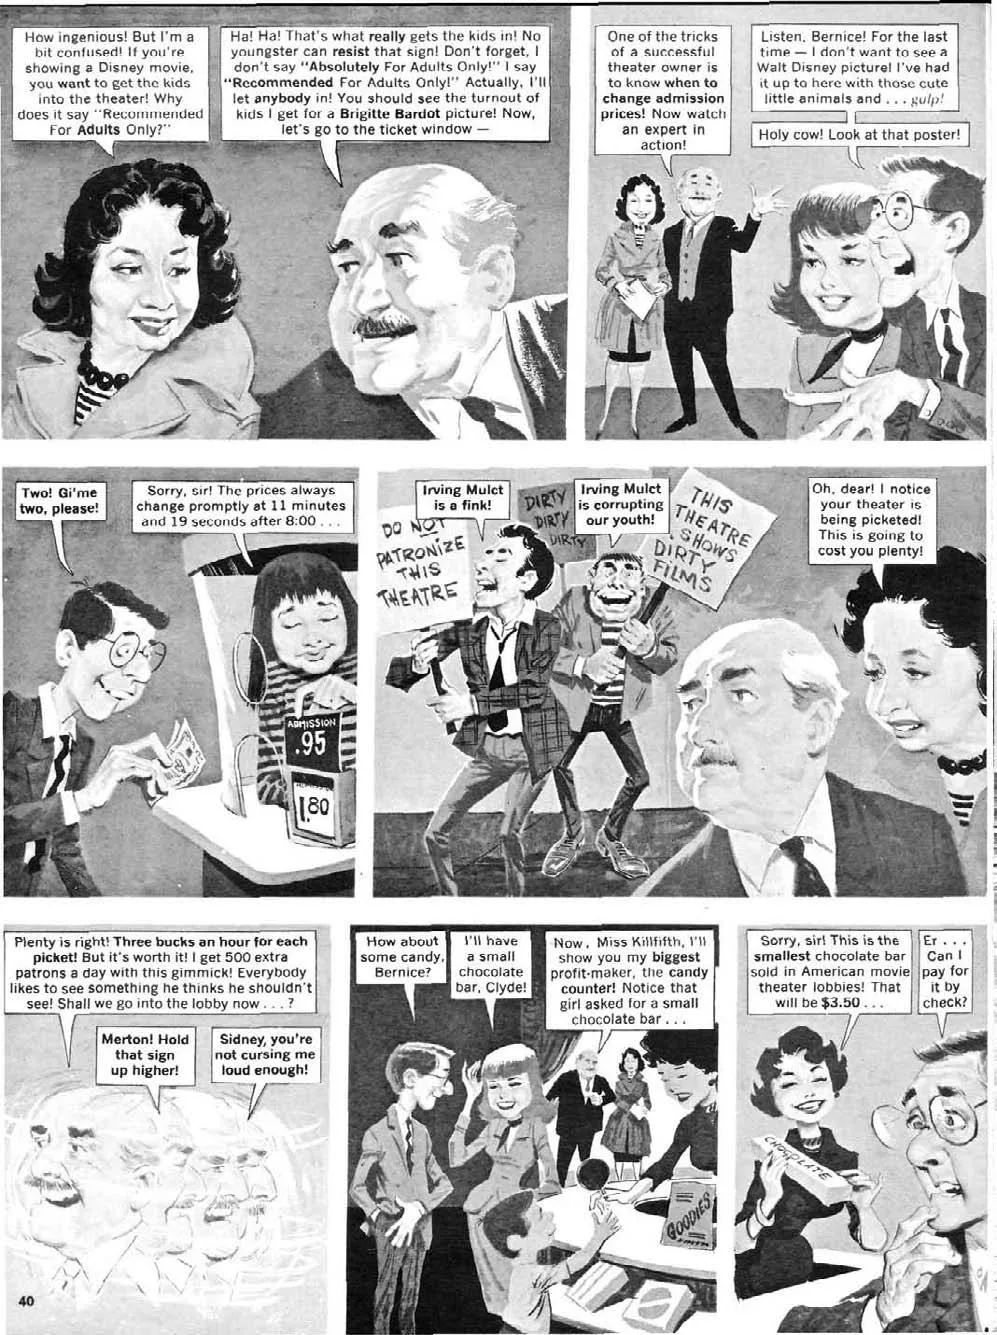 How ingenious! But I'm a
bit confused! If you're
showing a Disney movie,
you want to get the kids
into the theater! Why
does it say "Recommended
For Adults Only?"
Ha! Ha! That's what really gets the kids in! No
youngster can resist that sign! Don't forget, I
don't say "Absolutely For Adults Only!" I say
"Recommended For Adults Only!" Actually, I'll
let anybody in! You should see the turnout of
kids I get for a Brigitte Bardot picture! Now,
let's go to the ticket window —
One of the tricks
of a successful
theater owner is
to know when to
change admission
prices! Now watch
an expert in
action!
Listen, Bernice! For the last
time — I don't want to see a
Walt Disney picture! I've had
it up to here with those cute
little animals and . . . gulp!
Holy cow! Look at that poster!
Two! Gi'me
two, please!
Sorry, sir! The prices always
change promptly at 11 minutes
and 19 seconds after 8:00 . . .
ADMISSION
.95
1.80
Irving Mulct
is a fink!
DO NOT
PATRONIZE
THIS
THEATRE
DIRTY
DIRTY
DIRTY
Irving Mulct
is corrupting
our youth!
THIS
THEATRE
SHOWS
DIRTY
FILMS
Oh, dear! I notice
your theater is
being picketed!
This is going to
cost you plenty!
Plenty is right! Three bucks an hour for each
picket! But it's worth it! I get 500 extra
patrons a day with this gimmick! Everybody
likes to see something he thinks he shouldn't
see! Shall we go into the lobby now . . . ?
Merton! Hold
that sign
up higher!
Sidney, you're
not cursing me
loud enough!
How about
some candy,
Bernice?
I'll have
a small
chocolate
bar, Clyde!
Now, Miss Killfifth, I'll
show you my biggest
profit-maker, the candy
counter! Notice that
girl asked for a small
chocolate bar . . .
GOODIES
Sorry, sir! This is the
smallest chocolate bar
sold in American movie
theater lobbies! That
will be $3.50 . . .
Er . . .
Can I
pay for
it by
check?
CHOCOLATE
40